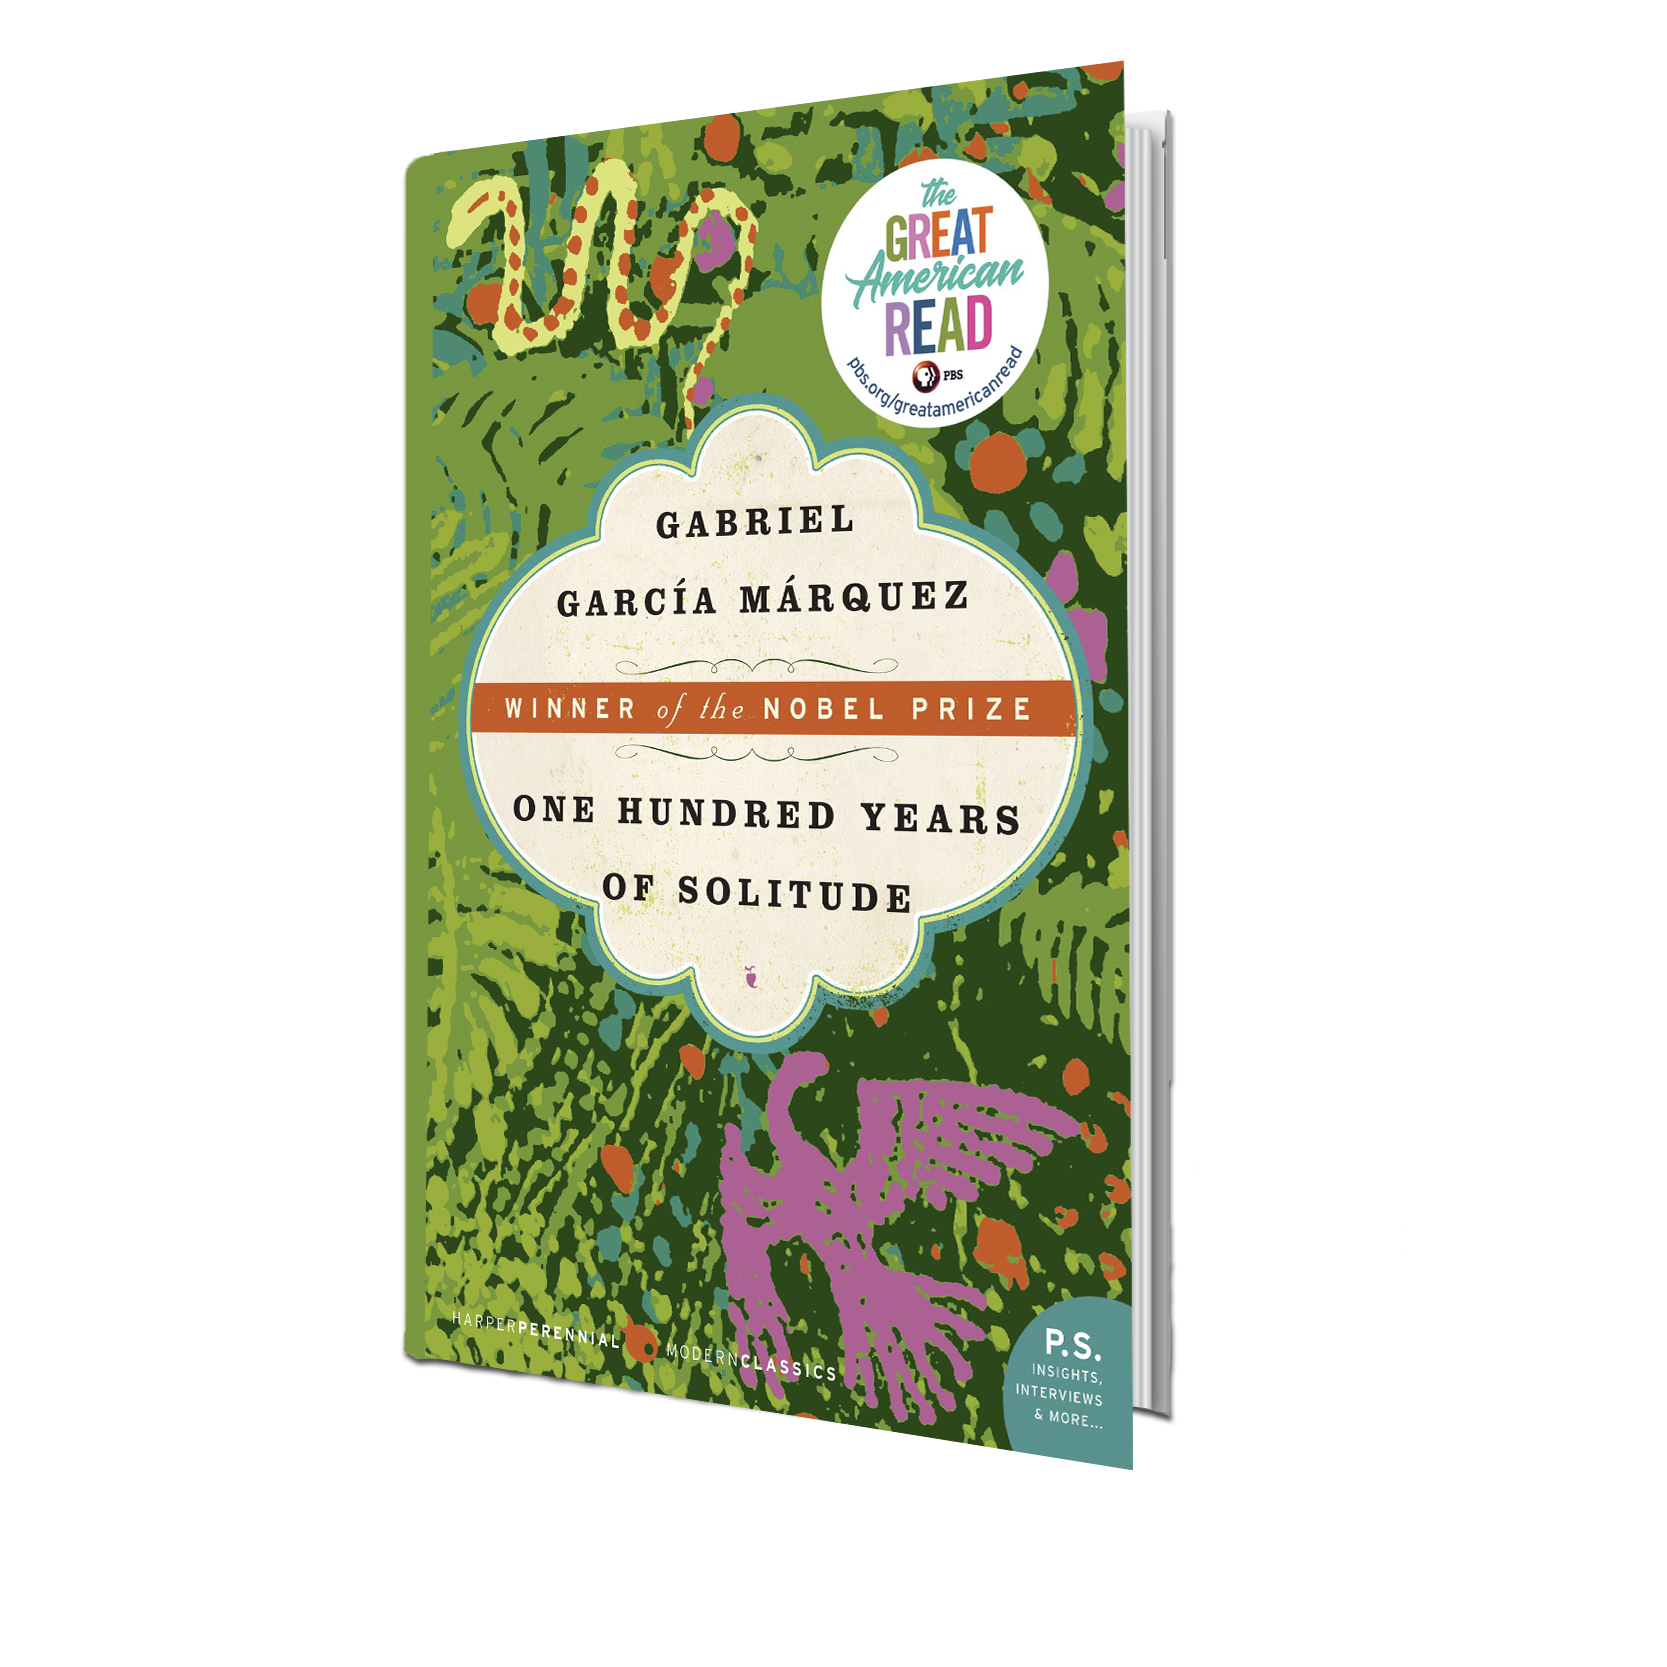 the
GREAT
American
READ
PBS
pbs.org/greatamericanread
GABRIEL
GARCÍA MÁRQUEZ
WINNER of the NOBEL PRIZE
ONE HUNDRED YEARS
OF SOLITUDE
HARPERPERENNIAL MODERNCLASSICS
P.S.
INSIGHTS,
INTERVIEWS
& MORE...